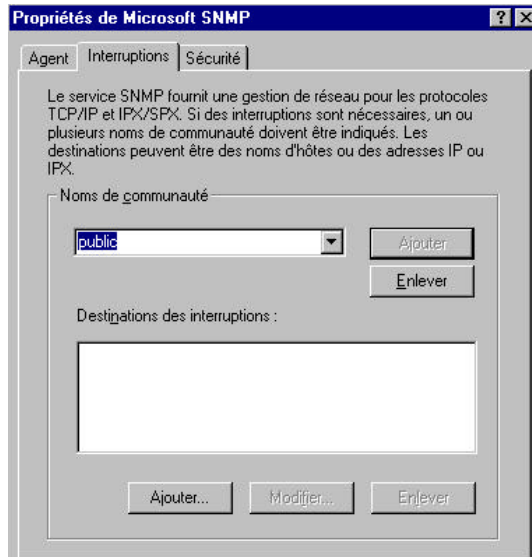 Propriétés de Microsoft SNMP
Agent Interruptions Sécurité
Le service SNMP fournit une gestion de réseau pour les protocoles
TCP/IP et IPX/SPX. Si des interruptions sont nécessaires, un ou
plusieurs noms de communauté doivent être indiqués. Les
destinations peuvent être des noms d'hôtes ou des adresses IP ou
IPX.
Noms de communauté
public
Ajouter
Enlever
Destinations des interruptions :
Ajouter... Modifier... Enlever